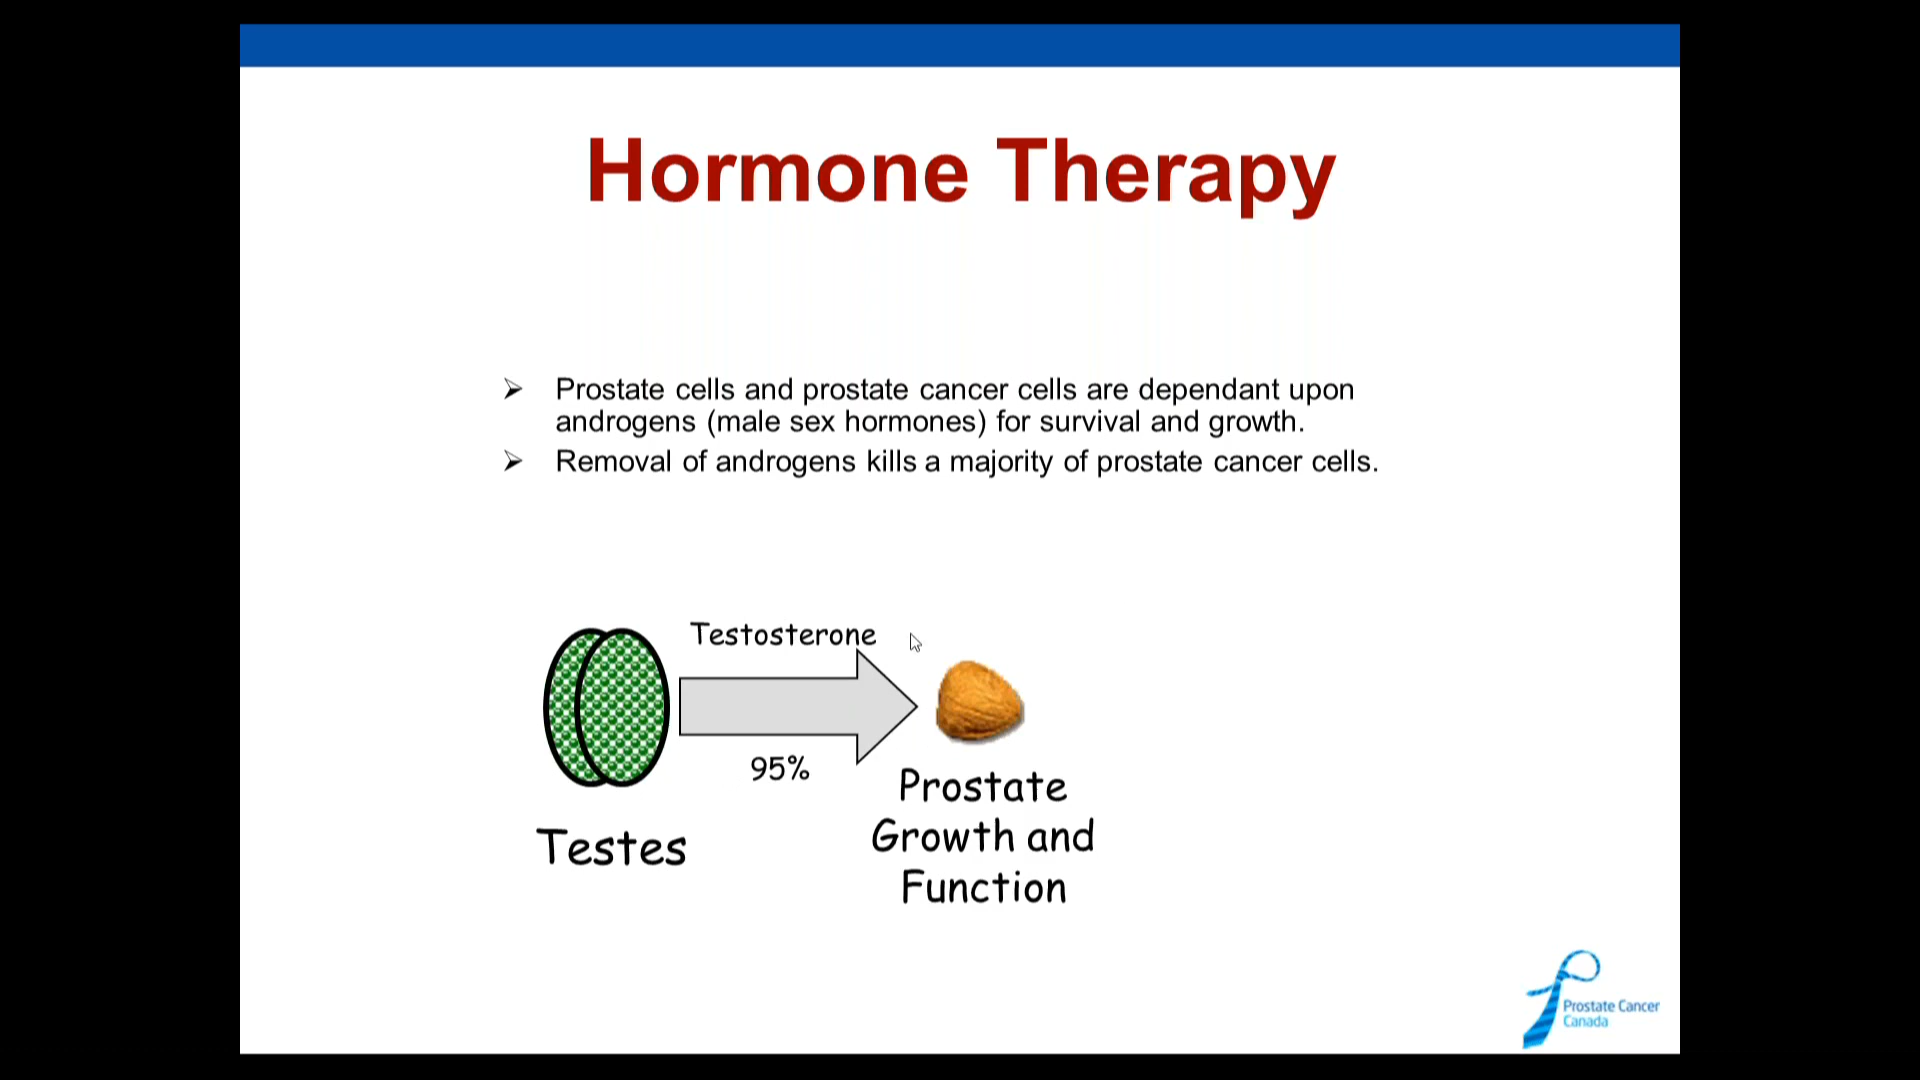 Hormone Therapy
➢ Prostate cells and prostate cancer cells are dependant upon
androgens (male sex hormones) for survival and growth.
➢ Removal of androgens kills a majority of prostate cancer cells.
Testosterone
95%
Testes
Prostate
Growth and
Function
Prostate Cancer
Canada